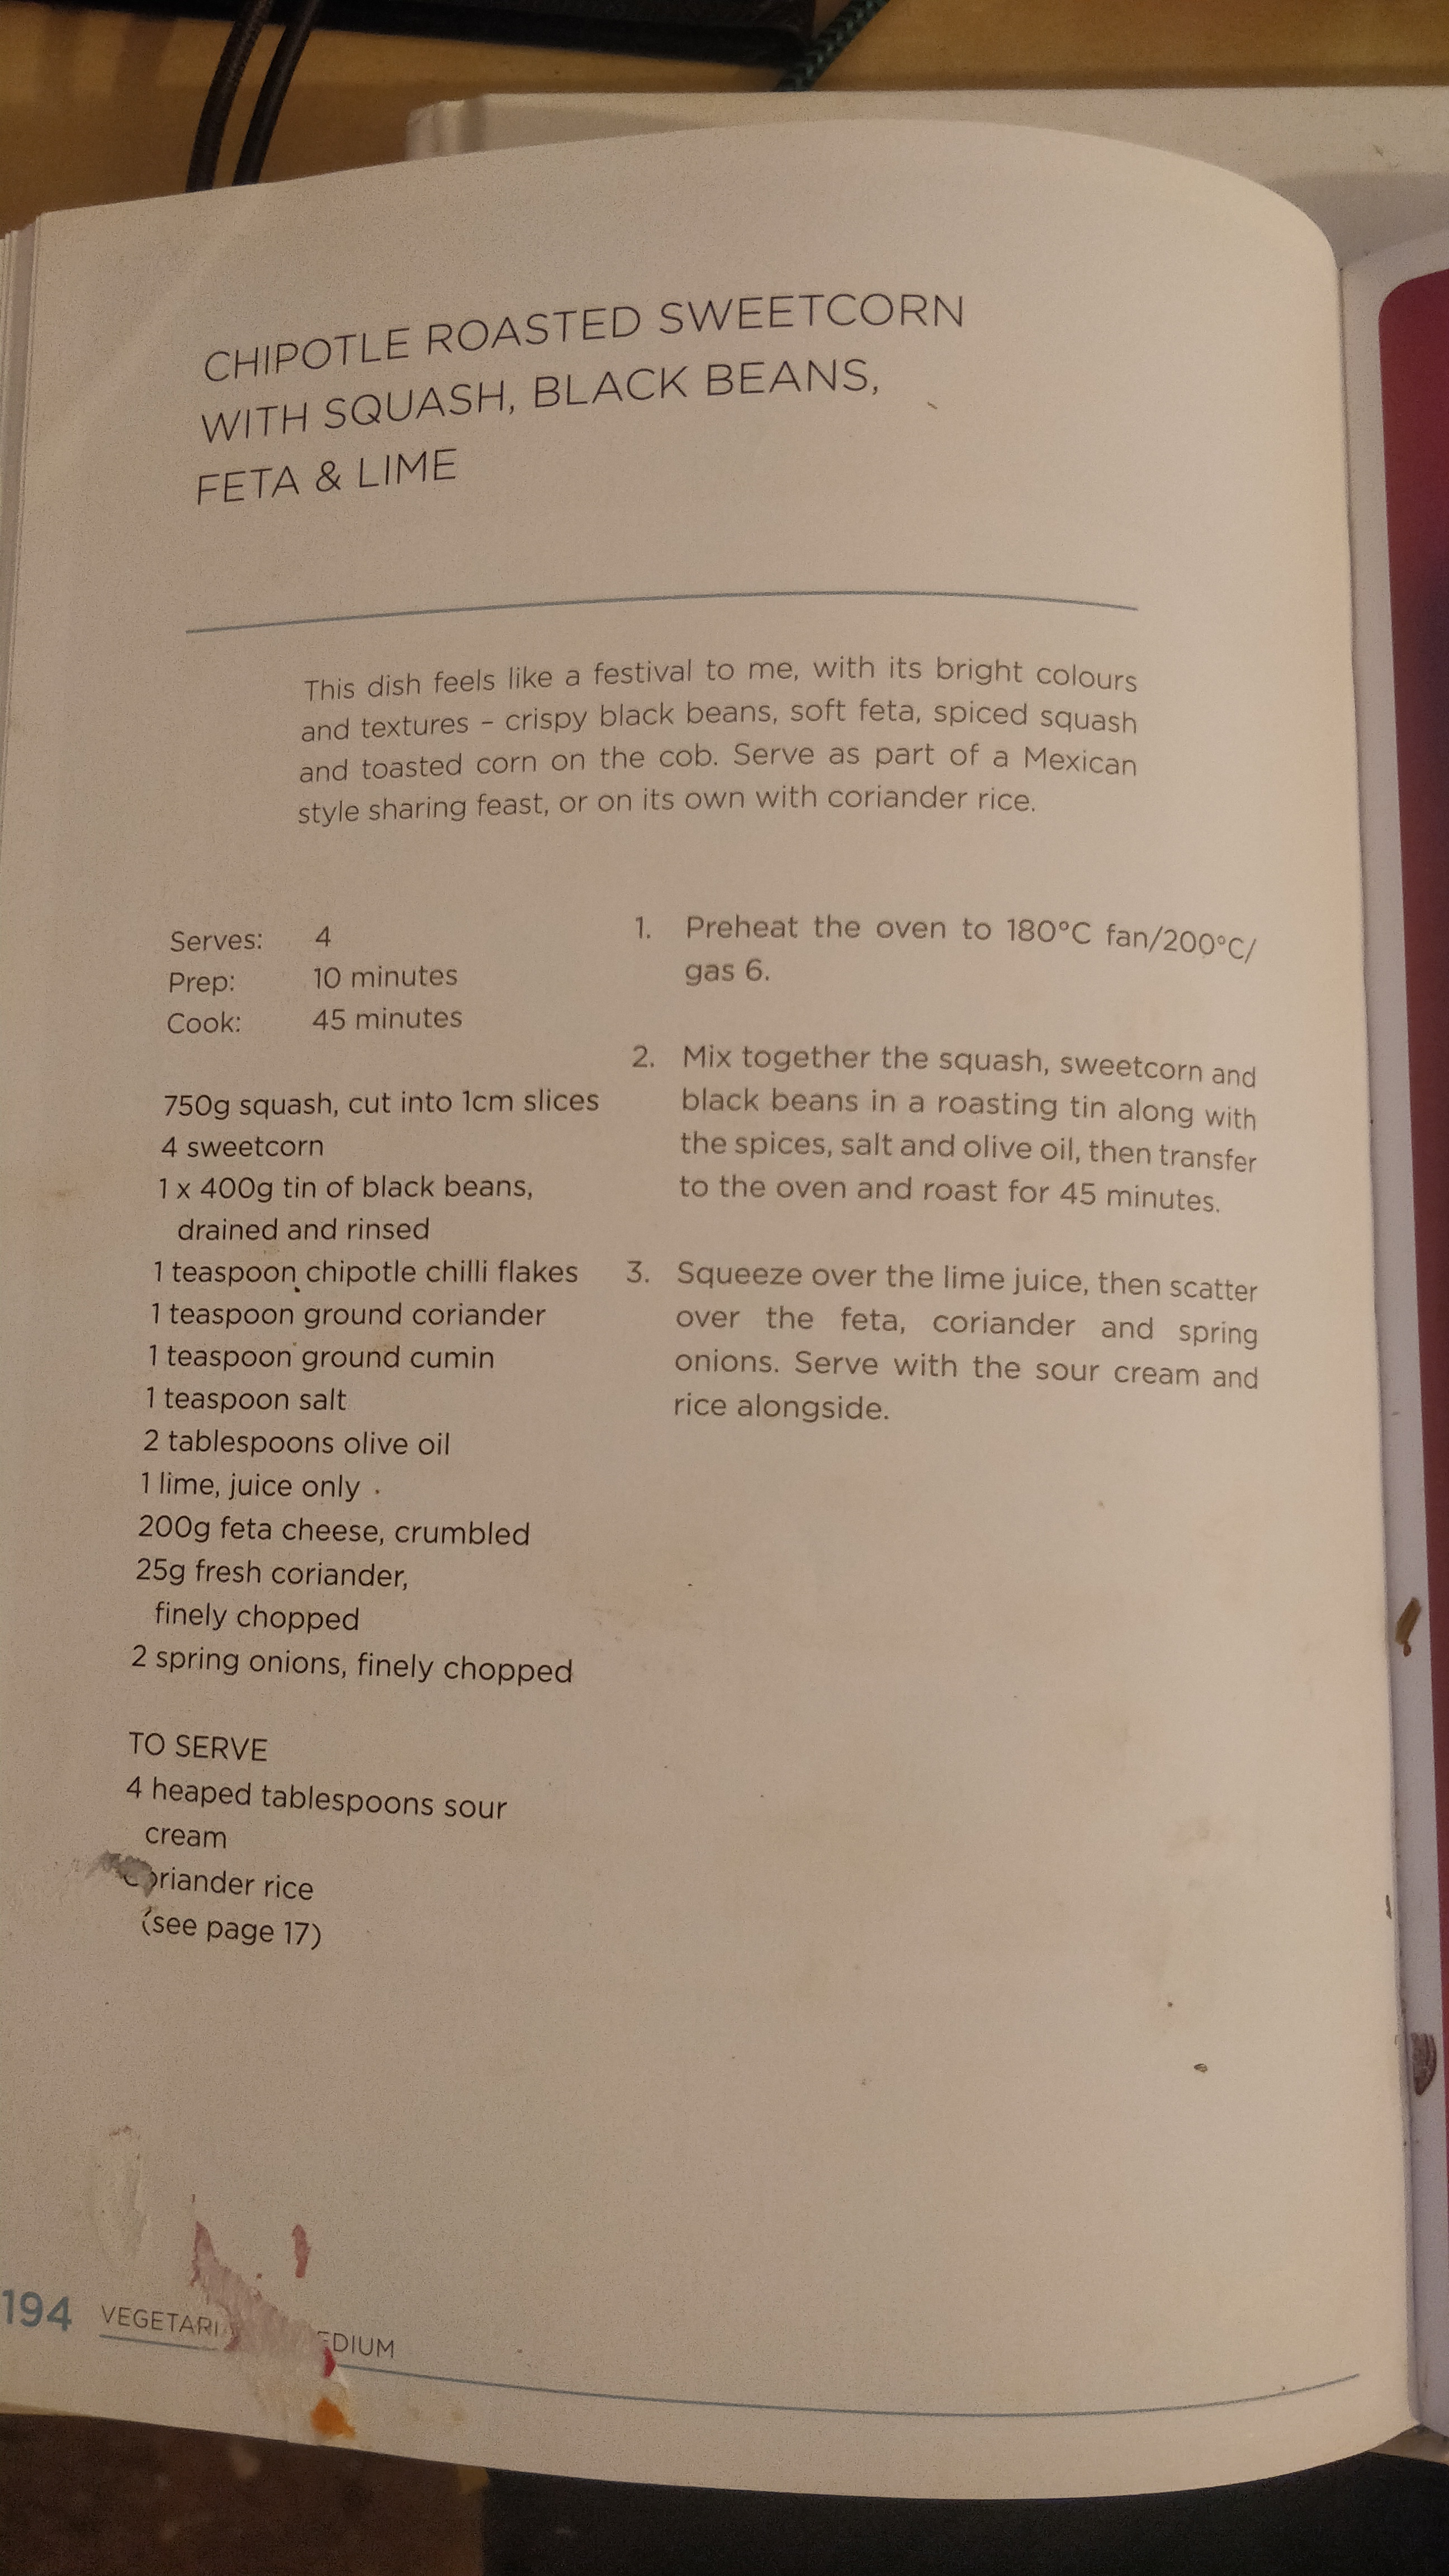 CHIPOTLE ROASTED SWEETCORN
WITH SQUASH, BLACK BEANS,
FETA & LIME
This dish feels like a festival to me, with its bright colours
and textures – crispy black beans, soft feta, spiced squash
and toasted corn on the cob. Serve as part of a Mexican
style sharing feast, or on its own with coriander rice.
Serves: 4
Prep: 10 minutes
Cook: 45 minutes
750g squash, cut into 1cm slices
4 sweetcorn
1 x 400g tin of black beans,
drained and rinsed
1 teaspoon chipotle chilli flakes
1 teaspoon ground coriander
1 teaspoon ground cumin
1 teaspoon salt
2 tablespoons olive oil
1 lime, juice only
200g feta cheese, crumbled
25g fresh coriander,
finely chopped
2 spring onions, finely chopped
TO SERVE
4 heaped tablespoons sour
cream
Coriander rice
(see page 17)
1. Preheat the oven to 180°C fan/200°C/
gas 6.
2. Mix together the squash, sweetcorn and
black beans in a roasting tin along with
the spices, salt and olive oil, then transfer
to the oven and roast for 45 minutes.
3. Squeeze over the lime juice, then scatter
over the feta, coriander and spring
onions. Serve with the sour cream and
rice alongside.
194